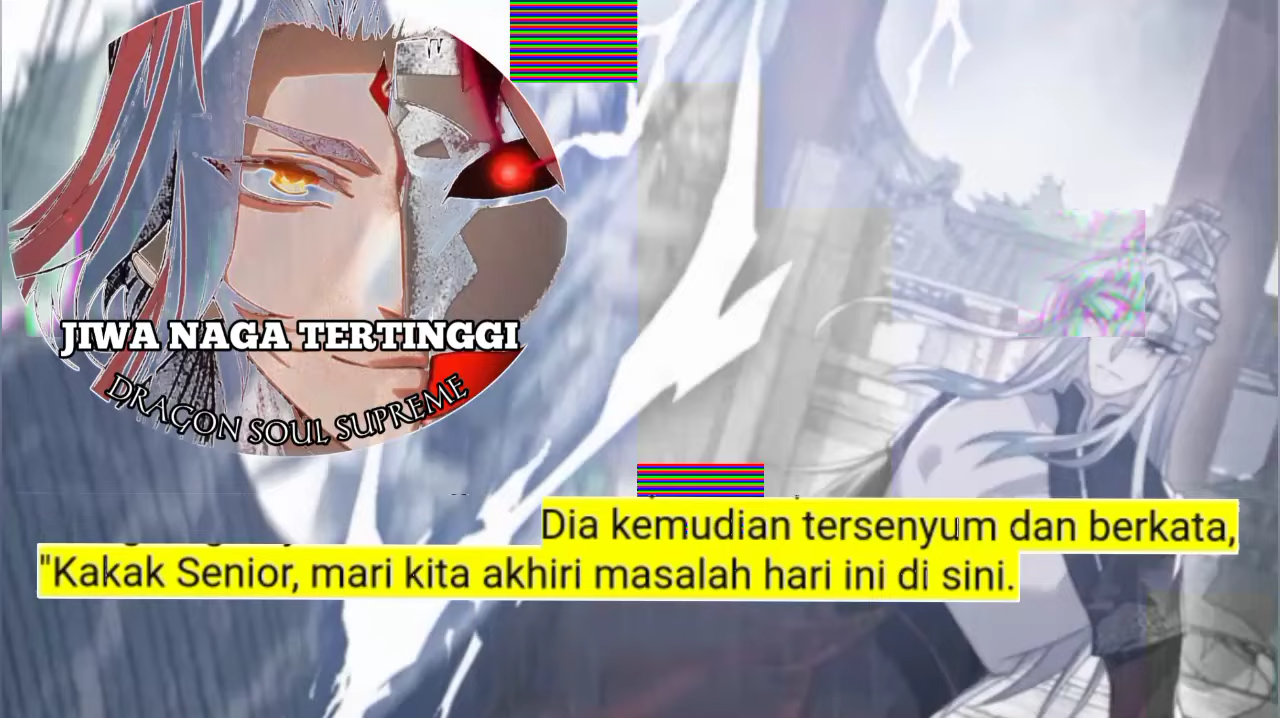 JIWA NAGA TERTINGGI
DRAGON SOUL SUPREME
Dia kemudian tersenyum dan berkata,
"Kakak Senior, mari kita akhiri masalah hari ini di sini.